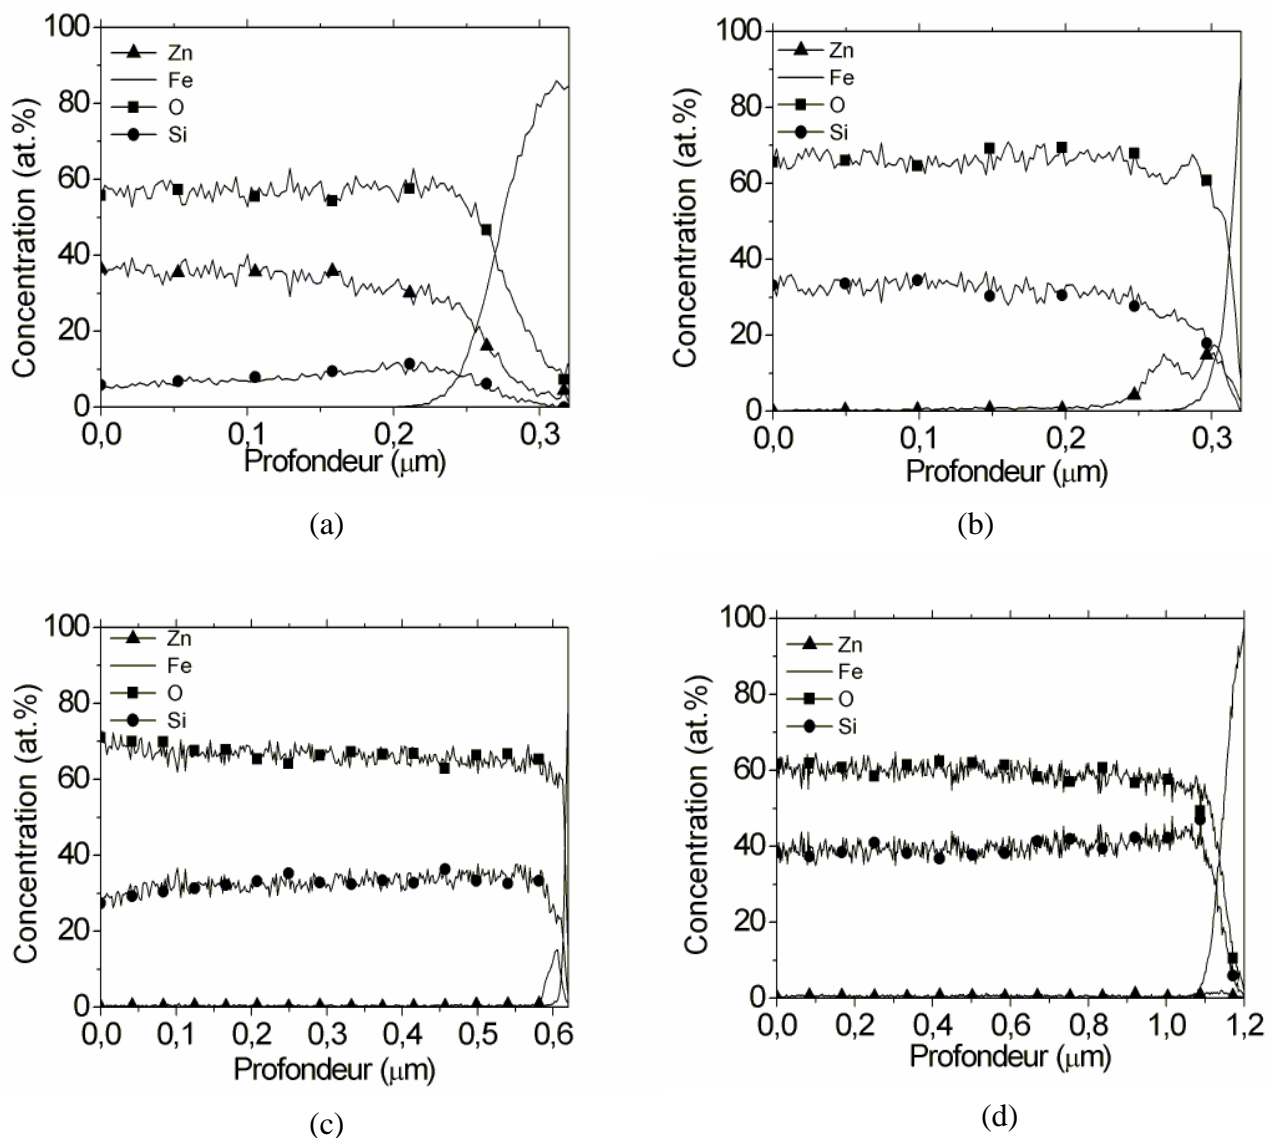 100
80
60
40
20
0
Concentration (at.%)
Zn
Fe
O
Si
0,0
0,1
0,2
0,3
Profondeur (μm)
(a)
100
80
60
40
20
0
Concentration (at.%)
Zn
Fe
O
Si
0,0
0,1
0,2
0,3
Profondeur (μm)
(b)
100
80
60
40
20
0
Concentration (at.%)
Zn
Fe
O
Si
0,0
0,1
0,2
0,3
0,4
0,5
0,6
Profondeur (μm)
(c)
100
80
60
40
20
0
Concentration (at.%)
Zn
Fe
O
Si
0,0
0,2
0,4
0,6
0,8
1,0
1,2
Profondeur (μm)
(d)